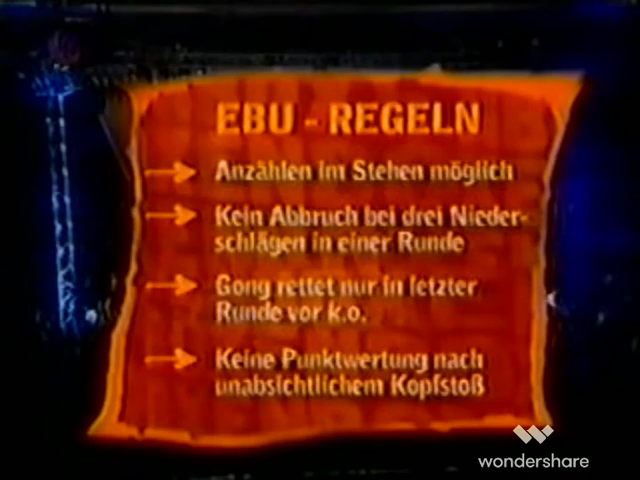 EBU - REGELN
→ Anzählen im Stehen möglich
→ Kein Abbruch bei drei Nieder-
schlägen in einer Runde
→ Gong rettet nur in letzter
Runde vor k.o.
→ Keine Punktwertung nach
unabsichtlichem Kopfstoß
wondershare